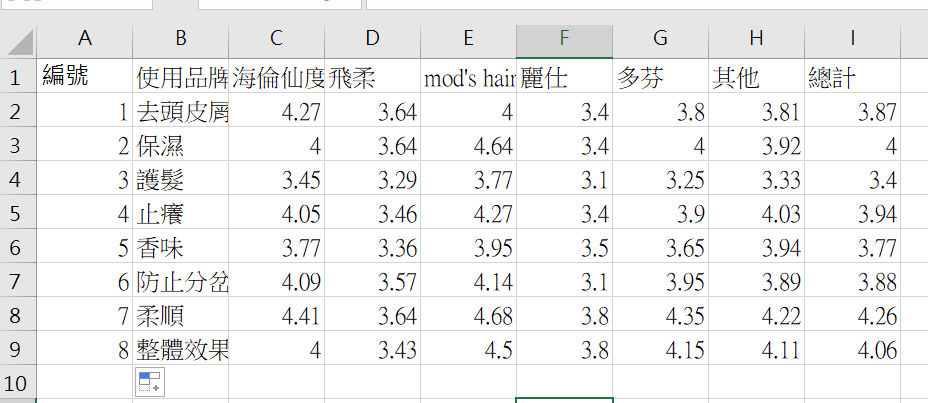 A B C D E F G H I
1 編號 使用品牌 海倫仙度 飛柔 mod's hair 麗仕 多芬 其他 總計
2 1 去頭皮屑 4.27 3.64 4 3.4 3.8 3.81 3.87
3 2 保濕 4 3.64 4.64 3.4 4 3.92 4
4 3 護髮 3.45 3.29 3.77 3.1 3.25 3.33 3.4
5 4 止癢 4.05 3.46 4.27 3.4 3.9 4.03 3.94
6 5 香味 3.77 3.36 3.95 3.5 3.65 3.94 3.77
7 6 防止分岔 4.09 3.57 4.14 3.1 3.95 3.89 3.88
8 7 柔順 4.41 3.64 4.68 3.8 4.35 4.22 4.26
9 8 整體效果 4 3.43 4.5 3.8 4.15 4.11 4.06
10